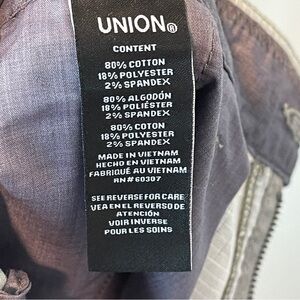 UNION®
CONTENT
80% COTTON
18% POLYESTER
2% SPANDEX
80% ALGODÓN
18% POLIÉSTER
2% SPANDEX
80% COTON
18% POLYESTER
2% SPANDEX
MADE IN VIETNAM
HECHO EN VIETNAM
FABRIQUÉ AU VIETNAM
RN# 60307
SEE REVERSE FOR CARE
VEA EN EL REVERSO DE
ATENCIÓN
VOIR INVERSE
POUR LES SOINS